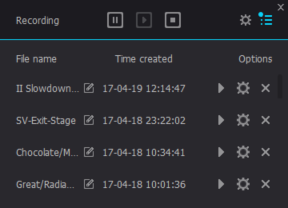 Recording
File name Time created Options
II Slowdown... 17-04-19 12:14:47
SV-Exit-Stage 17-04-18 23:22:02
Chocolate/M... 17-04-18 10:34:41
Great/Radia... 17-04-18 10:01:36